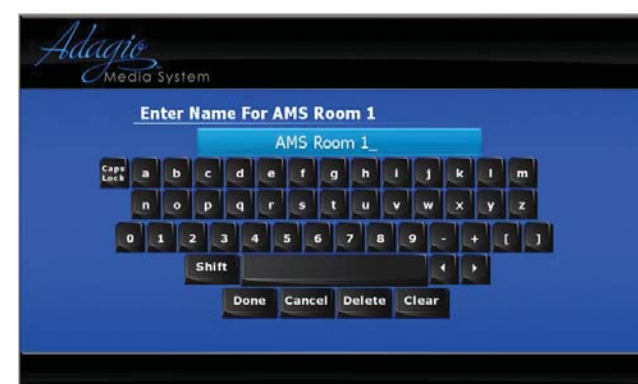 Adagio
Media System
Enter Name For AMS Room 1
AMS Room 1_
Caps Lock a b c d e f g h i j k l m
n o p q r s t u v w x y z
0 1 2 3 4 5 6 7 8 9 - + [ ]
Shift
Done Cancel Delete Clear